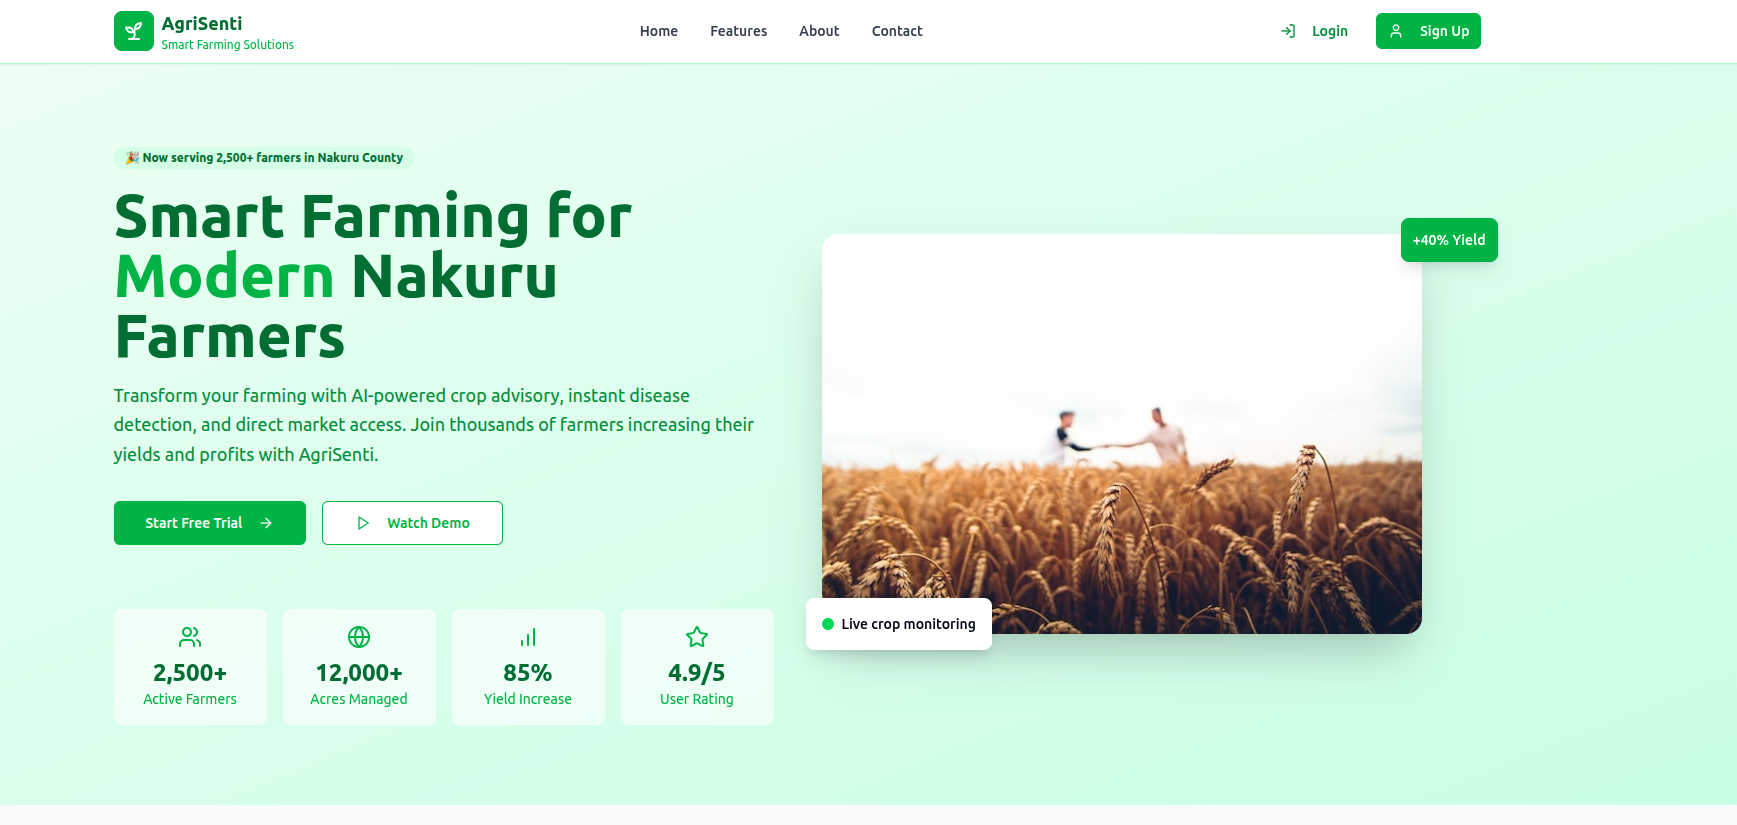 AgriSenti
Smart Farming Solutions
Home Features About Contact
Login
Sign Up
🎉 Now serving 2,500+ farmers in Nakuru County
Smart Farming for
Modern Nakuru
Farmers
Transform your farming with AI-powered crop advisory, instant disease
detection, and direct market access. Join thousands of farmers increasing their
yields and profits with AgriSenti.
Start Free Trial
Watch Demo
2,500+
Active Farmers
12,000+
Acres Managed
85%
Yield Increase
4.9/5
User Rating
+40% Yield
Live crop monitoring